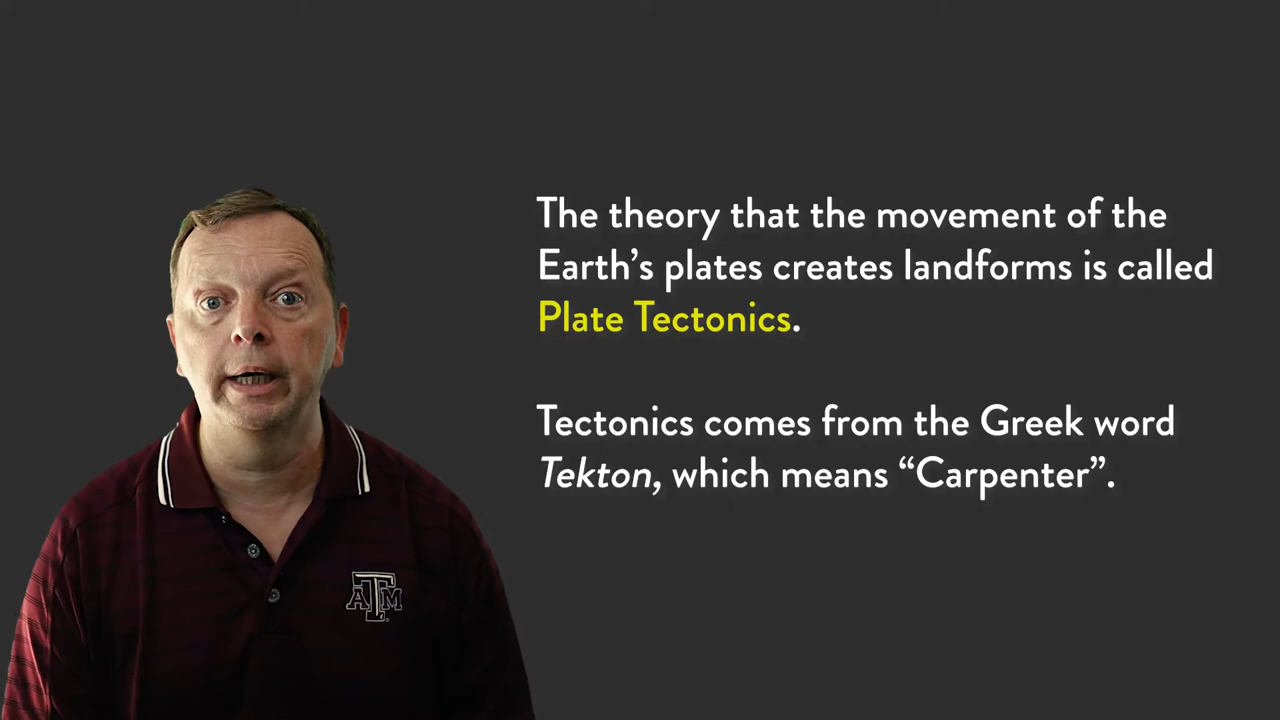 The theory that the movement of the
Earth’s plates creates landforms is called
Plate Tectonics.
Tectonics comes from the Greek word
Tekton, which means “Carpenter”.
ATM